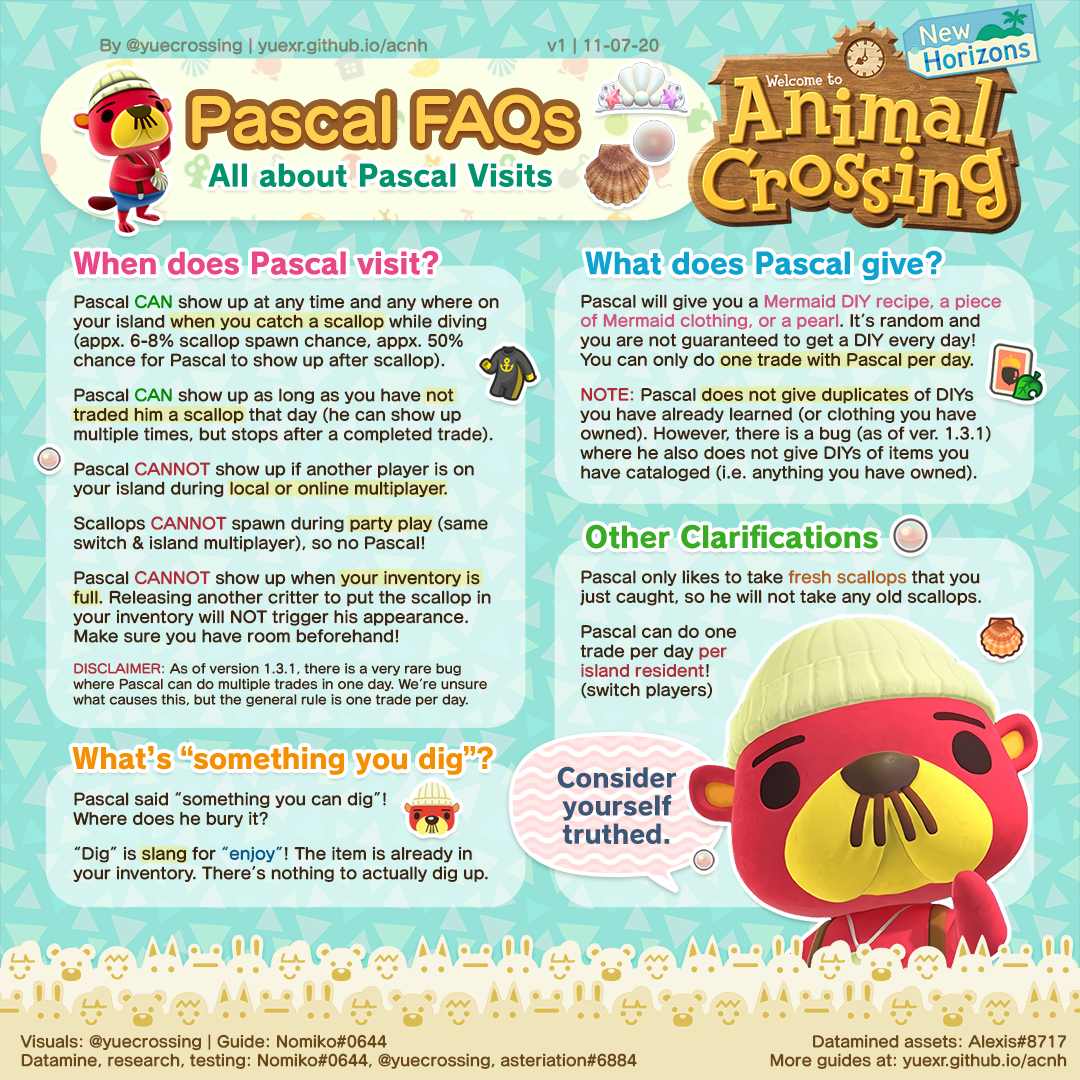 By @yuecrossing | yuexr.github.io/acnh
v1 | 11-07-20
Pascal FAQs
All about Pascal Visits
Welcome to
Animal
Crossing
New
Horizons
When does Pascal visit?
Pascal CAN show up at any time and any where on
your island when you catch a scallop while diving
(appx. 6-8% scallop spawn chance, appx. 50%
chance for Pascal to show up after scallop).
Pascal CAN show up as long as you have not
traded him a scallop that day (he can show up
multiple times, but stops after a completed trade).
Pascal CANNOT show up if another player is on
your island during local or online multiplayer.
Scallops CANNOT spawn during party play (same
switch & island multiplayer), so no Pascal!
Pascal CANNOT show up when your inventory is
full. Releasing another critter to put the scallop in
your inventory will NOT trigger his appearance.
Make sure you have room beforehand!
DISCLAIMER: As of version 1.3.1, there is a very rare bug
where Pascal can do multiple trades in one day. We're unsure
what causes this, but the general rule is one trade per day.
What's "something you dig"?
Pascal said "something you can dig"!
Where does he bury it?
"Dig" is slang for "enjoy"! The item is already in
your inventory. There's nothing to actually dig up.
What does Pascal give?
Pascal will give you a Mermaid DIY recipe, a piece
of Mermaid clothing, or a pearl. It's random and
you are not guaranteed to get a DIY every day!
You can only do one trade with Pascal per day.
NOTE: Pascal does not give duplicates of DIYs
you have already learned (or clothing you have
owned). However, there is a bug (as of ver. 1.3.1)
where he also does not give DIYs of items you
have cataloged (i.e. anything you have owned).
Other Clarifications
Pascal only likes to take fresh scallops that you
just caught, so he will not take any old scallops.
Pascal can do one
trade per day per
island resident!
(switch players)
Consider
yourself
truthed.
Visuals: @yuecrossing | Guide: Nomiko#0644
Datamine, research, testing: Nomiko#0644, @yuecrossing, asteriation#6884
Datamined assets: Alexis#8717
More guides at: yuexr.github.io/acnh